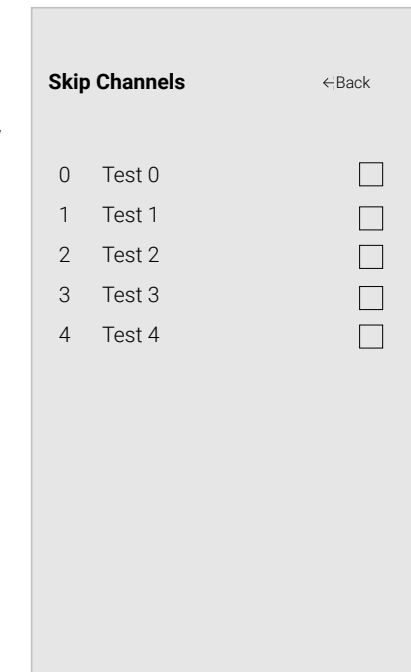 Skip Channels ←Back
0 Test 0
1 Test 1
2 Test 2
3 Test 3
4 Test 4